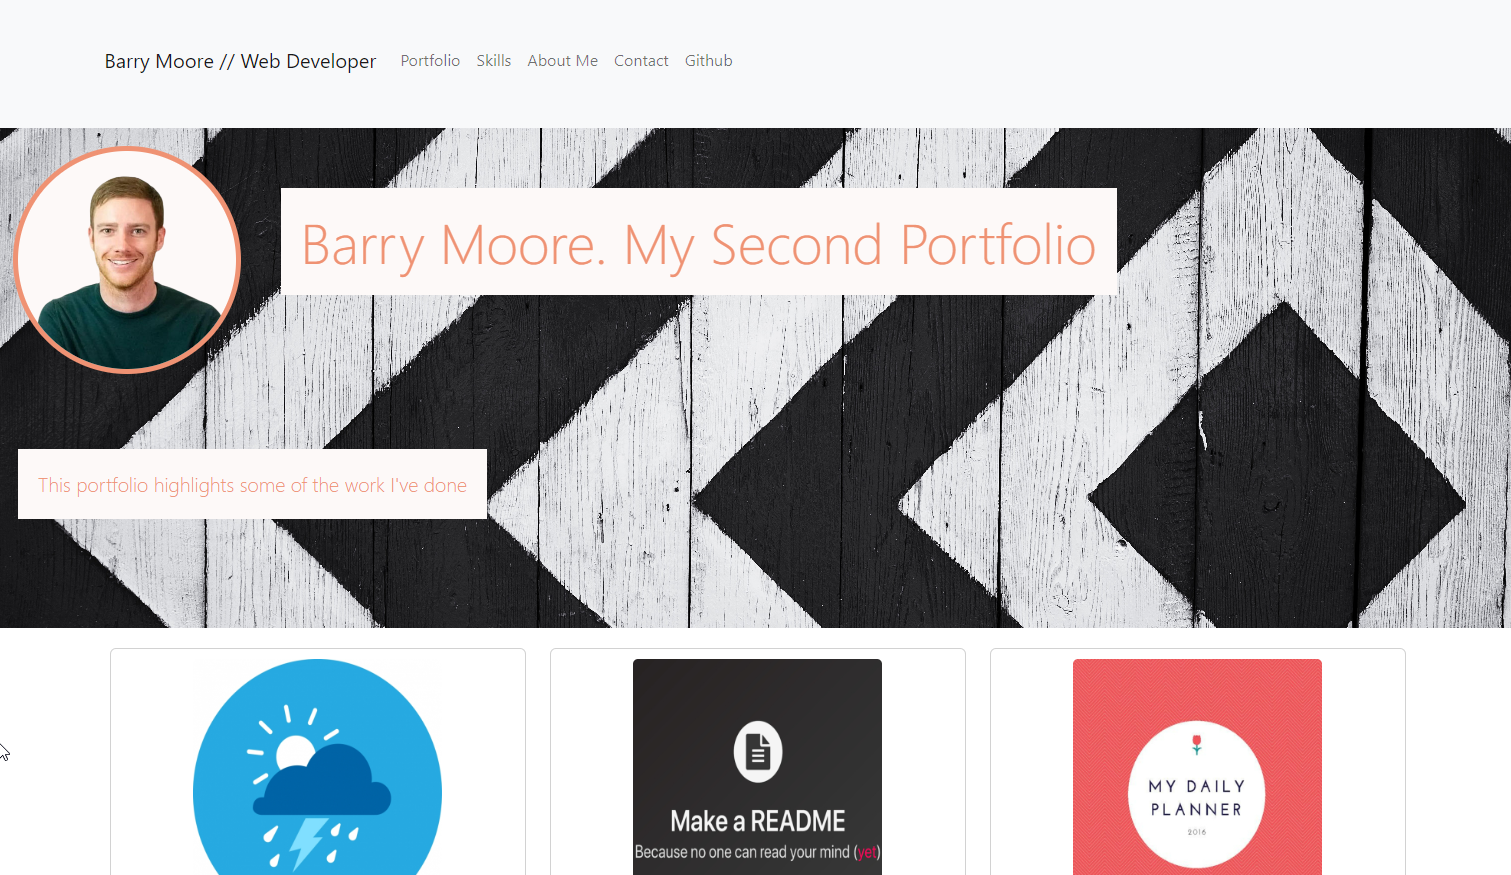 Barry Moore // Web Developer Portfolio Skills About Me Contact Github
Barry Moore. My Second Portfolio
This portfolio highlights some of the work I've done
Make a README
Because no one can read your mind (yet)
MY DAILY
PLANNER
2016